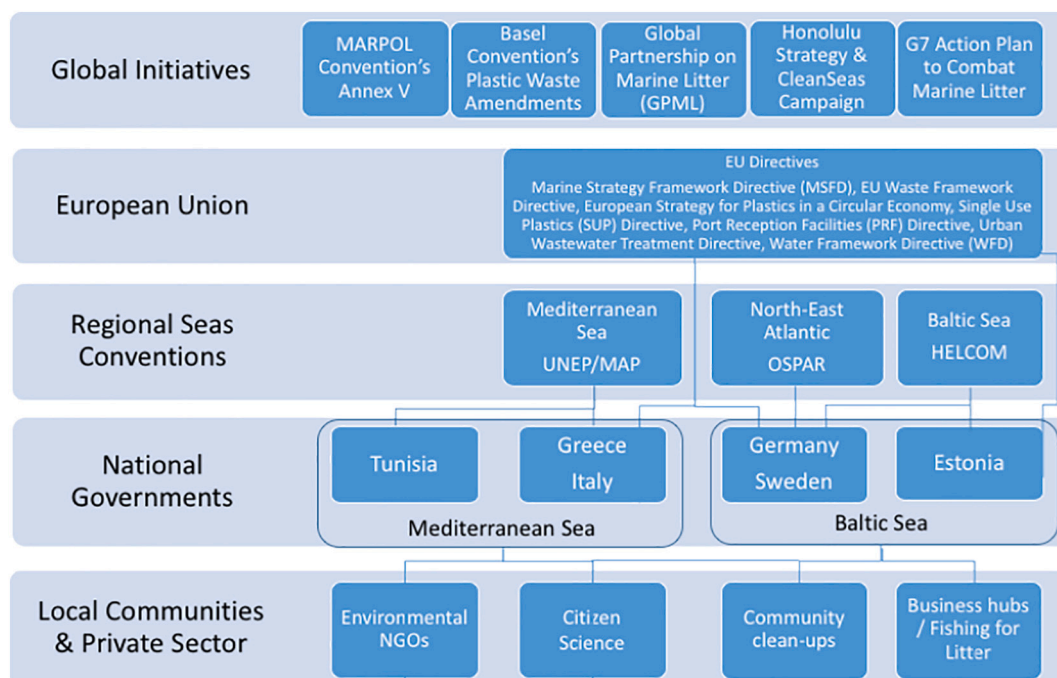 Global Initiatives
MARPOL
Convention's
Annex V
Basel
Convention's
Plastic Waste
Amendments
Global
Partnership on
Marine Litter
(GPML)
Honolulu
Strategy &
CleanSeas
Campaign
G7 Action Plan
to Combat
Marine Litter
European Union
EU Directives
Marine Strategy Framework Directive (MSFD), EU Waste Framework
Directive, European Strategy for Plastics in a Circular Economy, Single Use
Plastics (SUP) Directive, Port Reception Facilities (PRF) Directive, Urban
Wastewater Treatment Directive, Water Framework Directive (WFD)
Regional Seas
Conventions
Mediterranean
Sea
UNEP/MAP
North-East
Atlantic
OSPAR
Baltic Sea
HELCOM
National
Governments
Tunisia
Greece
Italy
Germany
Sweden
Estonia
Mediterranean Sea
Baltic Sea
Local Communities
& Private Sector
Environmental
NGOs
Citizen
Science
Community
clean-ups
Business hubs
/ Fishing for
Litter